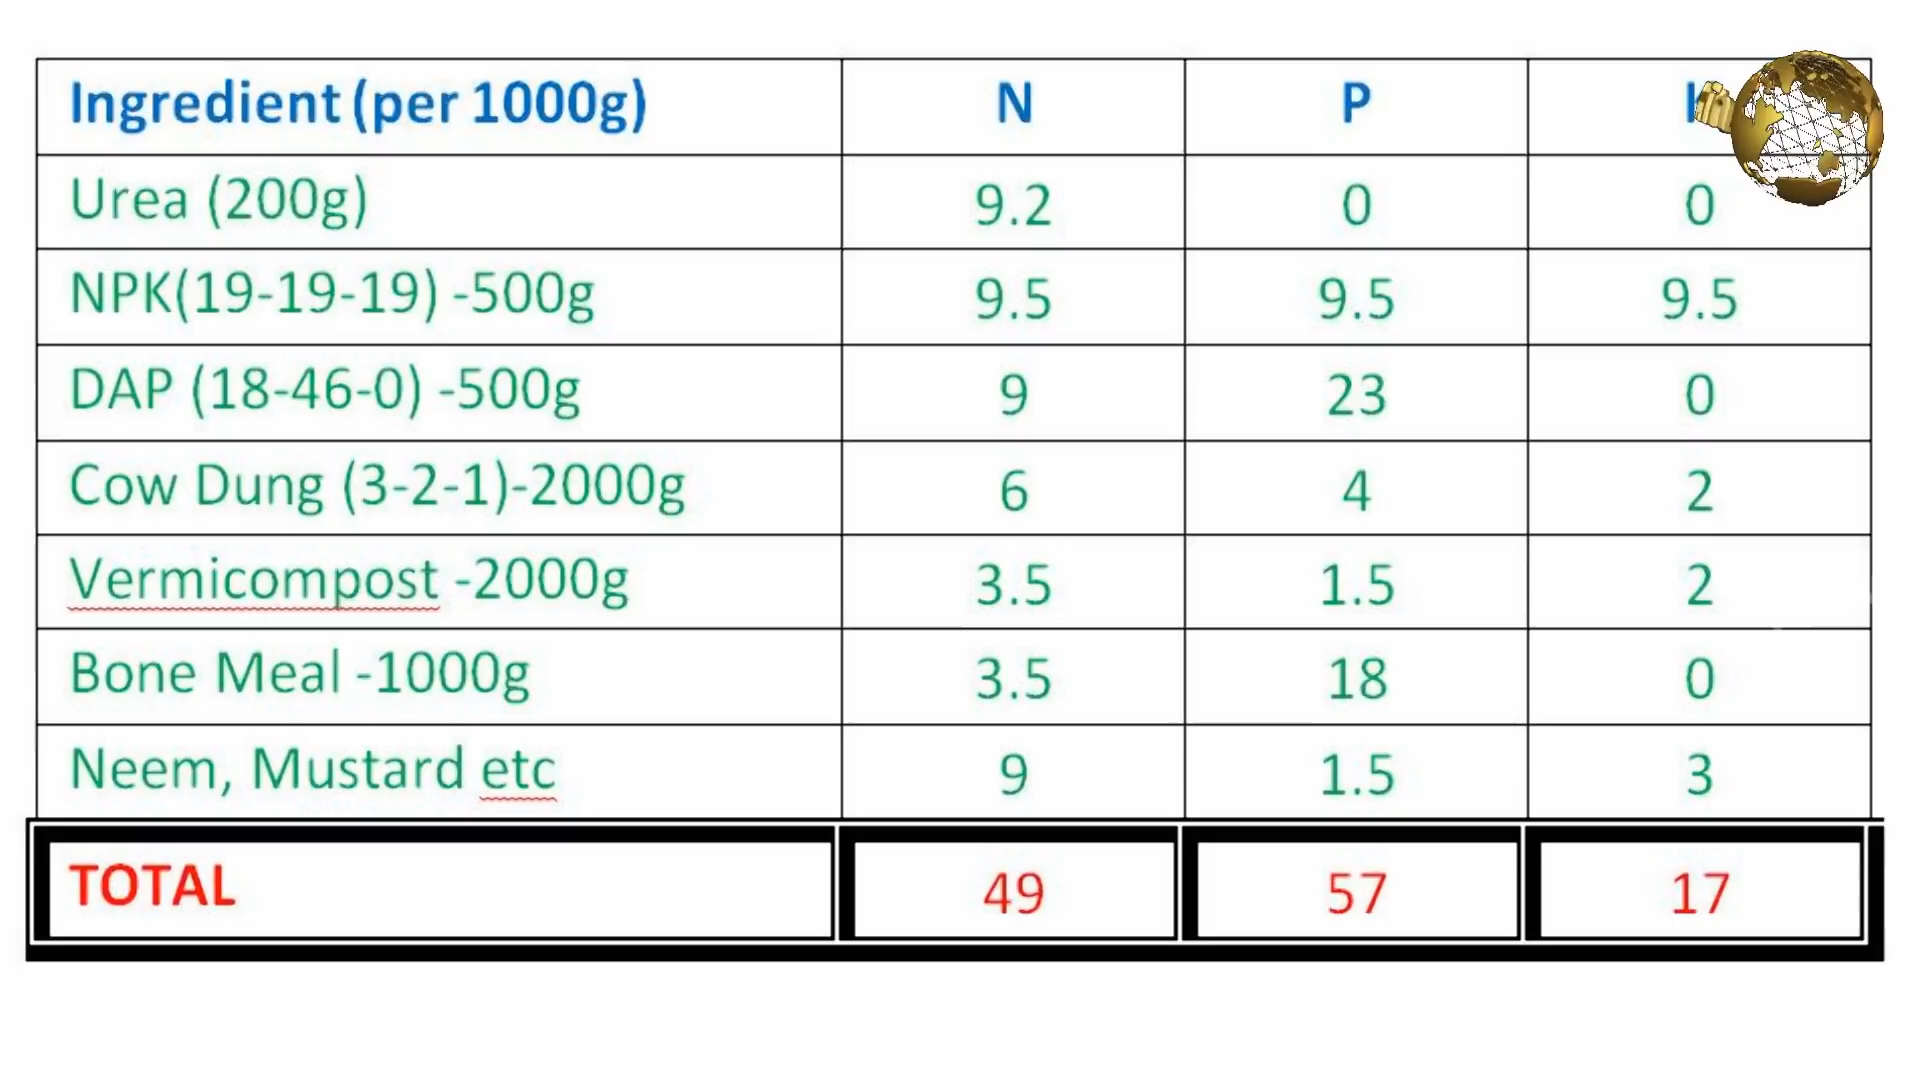 Ingredient (per 1000g) N P
Urea (200g) 9.2 0 0
NPK(19-19-19) -500g 9.5 9.5 9.5
DAP (18-46-0) -500g 9 23 0
Cow Dung (3-2-1)-2000g 6 4 2
Vermicompost -2000g 3.5 1.5 2
Bone Meal -1000g 3.5 18 0
Neem, Mustard etc 9 1.5 3
TOTAL 49 57 17